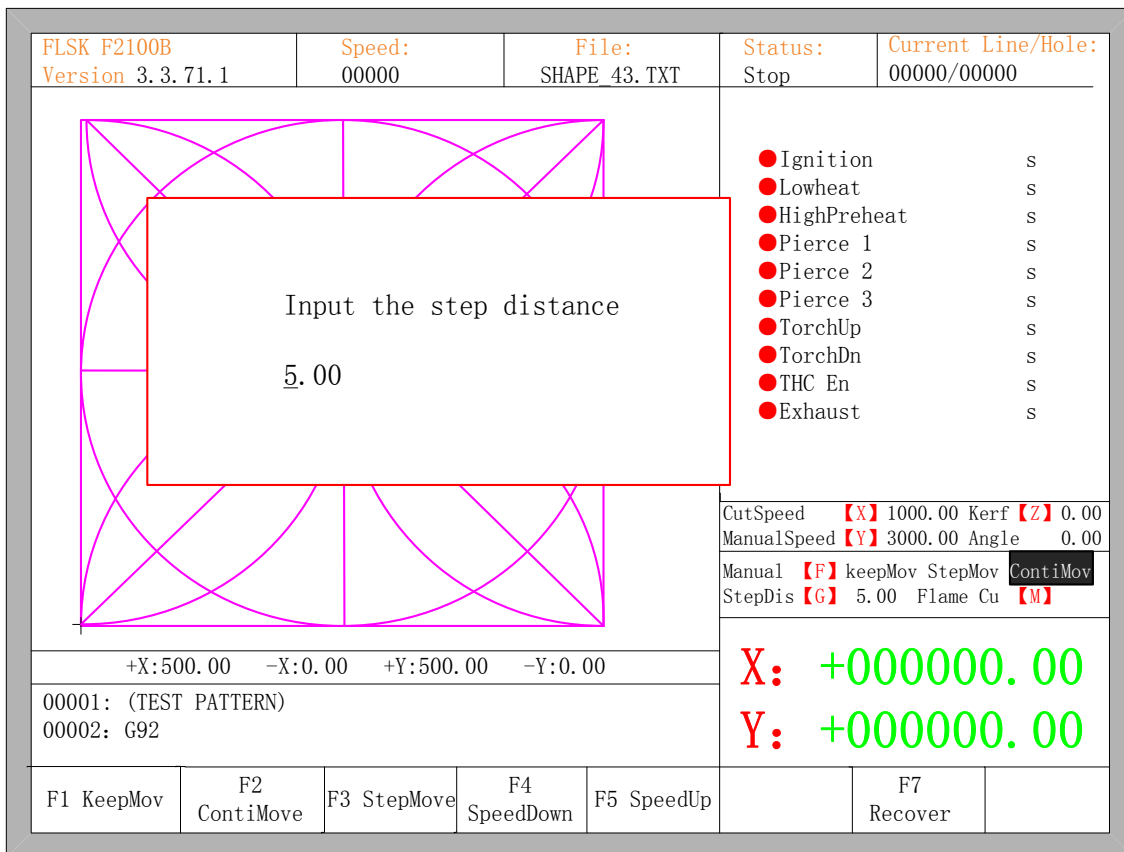 FLSK F2100B
Version 3.3.71.1
Speed:
00000
File:
SHAPE_43.TXT
Status:
Stop
Current Line/Hole:
00000/00000
Input the step distance
5.00
Ignition s
Lowheat s
HighPreheat s
Pierce 1 s
Pierce 2 s
Pierce 3 s
TorchUp s
TorchDn s
THC En s
Exhaust s
CutSpeed 【X】 1000.00 Kerf 【Z】 0.00
ManualSpeed 【Y】 3000.00 Angle 0.00
Manual 【F】 keepMov StepMov ContiMov
StepDis 【G】 5.00 Flame Cu 【M】
+X:500.00 -X:0.00 +Y:500.00 -Y:0.00
00001: (TEST PATTERN)
00002: G92
X: +000000.00
Y: +000000.00
F1 KeepMov
F2
ContiMove
F3 StepMove
F4
SpeedDown
F5 SpeedUp
F7
Recover